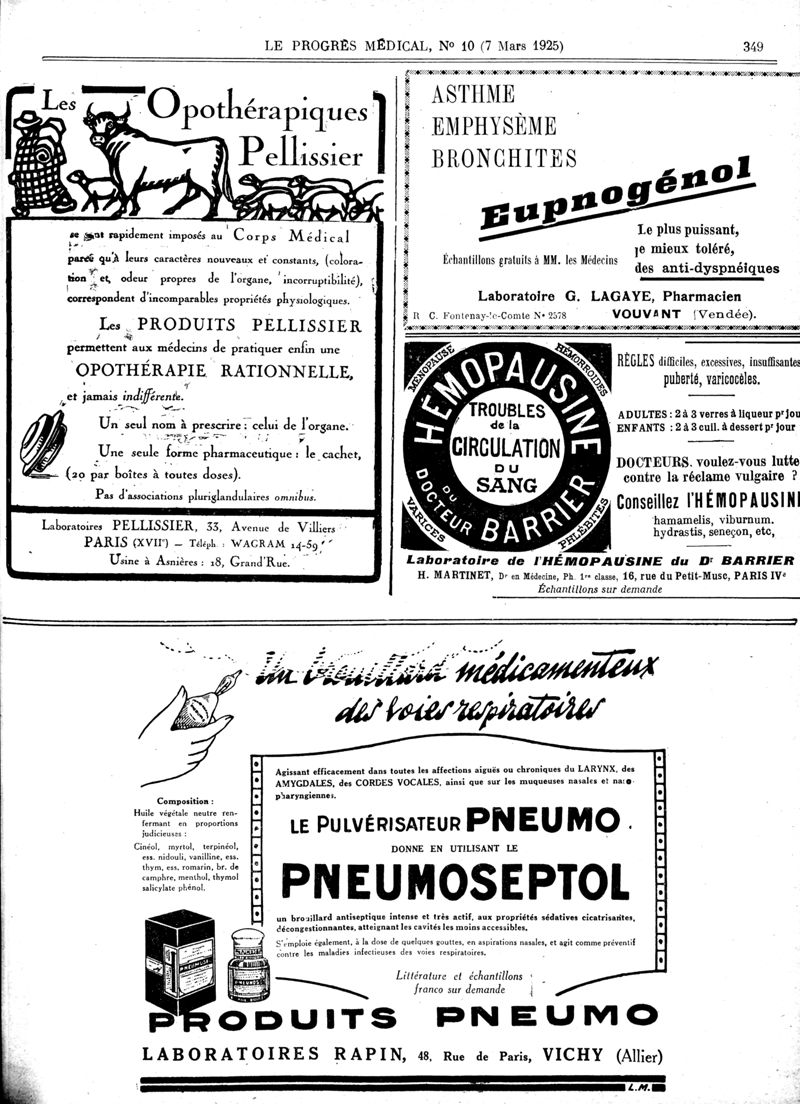 LE PROGRÈS MÉDICAL, No 10 (7 Mars 1925)
349
Les Opothérapiques
Pellissier
se sont rapidement imposés au Corps Médical
parce qu'à leurs caractères nouveaux et constants, (colora-
tion et, odeur propres de l'organe, incorruptibilité),
correspondent d'incomparables propriétés physiologiques.
Les PRODUITS PELLISSIER
permettent aux médecins de pratiquer enfin une
OPOTHÉRAPIE RATIONNELLE,
et jamais indifférente.
Un seul nom à prescrire : celui de l'organe.
Une seule forme pharmaceutique : le cachet,
(20 par boîtes à toutes doses).
Pas d'associations pluriglandulaires omnibus.
Laboratoires PELLISSIER, 33, Avenue de Villiers
PARIS (XVIIe) — Téléph. : WAGRAM 14-59
Usine à Asnières : 18, Grand'Rue.
ASTHME
EMPHYSÈME
BRONCHITES
Eupnogénol
Le plus puissant,
le mieux toléré,
des anti-dyspnéiques
Échantillons gratuits à MM. les Médecins
Laboratoire G. LAGAYE, Pharmacien
R C. Fontenay-le-Comte No 2578 VOUVANT (Vendée).
MÉNOPAUSE
HÉMORROIDES
HÉMOPAUSINE
DU
DOCTEUR BARRIER
TROUBLES
de la
CIRCULATION
DU
SANG
VARICES
PHLÉBITES
RÈGLES difficiles, excessives, insuffisantes
puberté, varicocèles.
ADULTES : 2 à 3 verres à liqueur pr jou
ENFANTS : 2 à 3 cuil. à dessert pr jour
DOCTEURS. voulez-vous lutte
contre la réclame vulgaire ?
Conseillez l'HÉMOPAUSIN
hamamelis, viburnum.
hydrastis, seneçon, etc,
Laboratoire de l'HÉMOPAUSINE du Dr BARRIER
H. MARTINET, Dr en Médecine, Ph. 1re classe, 16, rue du Petit-Musc, PARIS IVe
Échantillons sur demande
Un brouillard médicamenteux
des voies respiratoires
Agissant efficacement dans toutes les affections aiguës ou chroniques du LARYNX, des
AMYGDALES, des CORDES VOCALES, ainsi que sur les muqueuses nasales et naso
pharyngiennes.
LE PULVÉRISATEUR PNEUMO.
DONNE EN UTILISANT LE
PNEUMOSEPTOL
un brouillard antiseptique intense et très actif, aux propriétés sédatives cicatrisantes,
décongestionnantes, atteignant les cavités les moins accessibles.
S'emploie également, à la dose de quelques gouttes, en aspirations nasales, et agit comme préventif
contre les maladies infectieuses des voies respiratoires.
Littérature et échantillons
franco sur demande
Composition :
Huile végétale neutre ren-
fermant en proportions
judicieuses :
Cinéol, myrtol, terpinéol,
ess. nidouli, vanilline, ess.
thym, ess. romarin, br. de
camphre, menthol, thymol
salicylate phénol.
PRODUITS PNEUMO
LABORATOIRES RAPIN, 48, Rue de Paris, VICHY (Allier)
L.M.